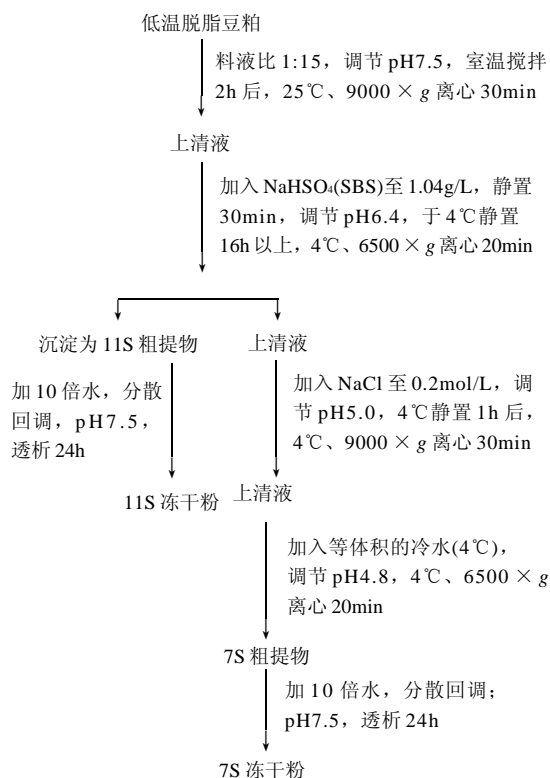 低温脱脂豆粕
料液比 1:15，调节 pH7.5，室温搅拌
2h 后，25℃、9000 × g 离心 30min
上清液
加入 NaHSO₄(SBS)至 1.04g/L，静置
30min，调节 pH6.4，于 4℃静置
16h 以上，4℃、6500 × g 离心 20min
沉淀为 11S 粗提物
上清液
加 10 倍水，分散
回调，pH7.5，
透析 24h
加入 NaCl 至 0.2mol/L，调
节 pH5.0，4℃静置 1h 后，
4℃、9000 × g 离心 30min
11S 冻干粉
上清液
加入等体积的冷水(4℃)，
调节 pH4.8，4℃、6500 × g
离心 20min
7S 粗提物
加 10 倍水，分散回调；
pH7.5，透析 24h
7S 冻干粉